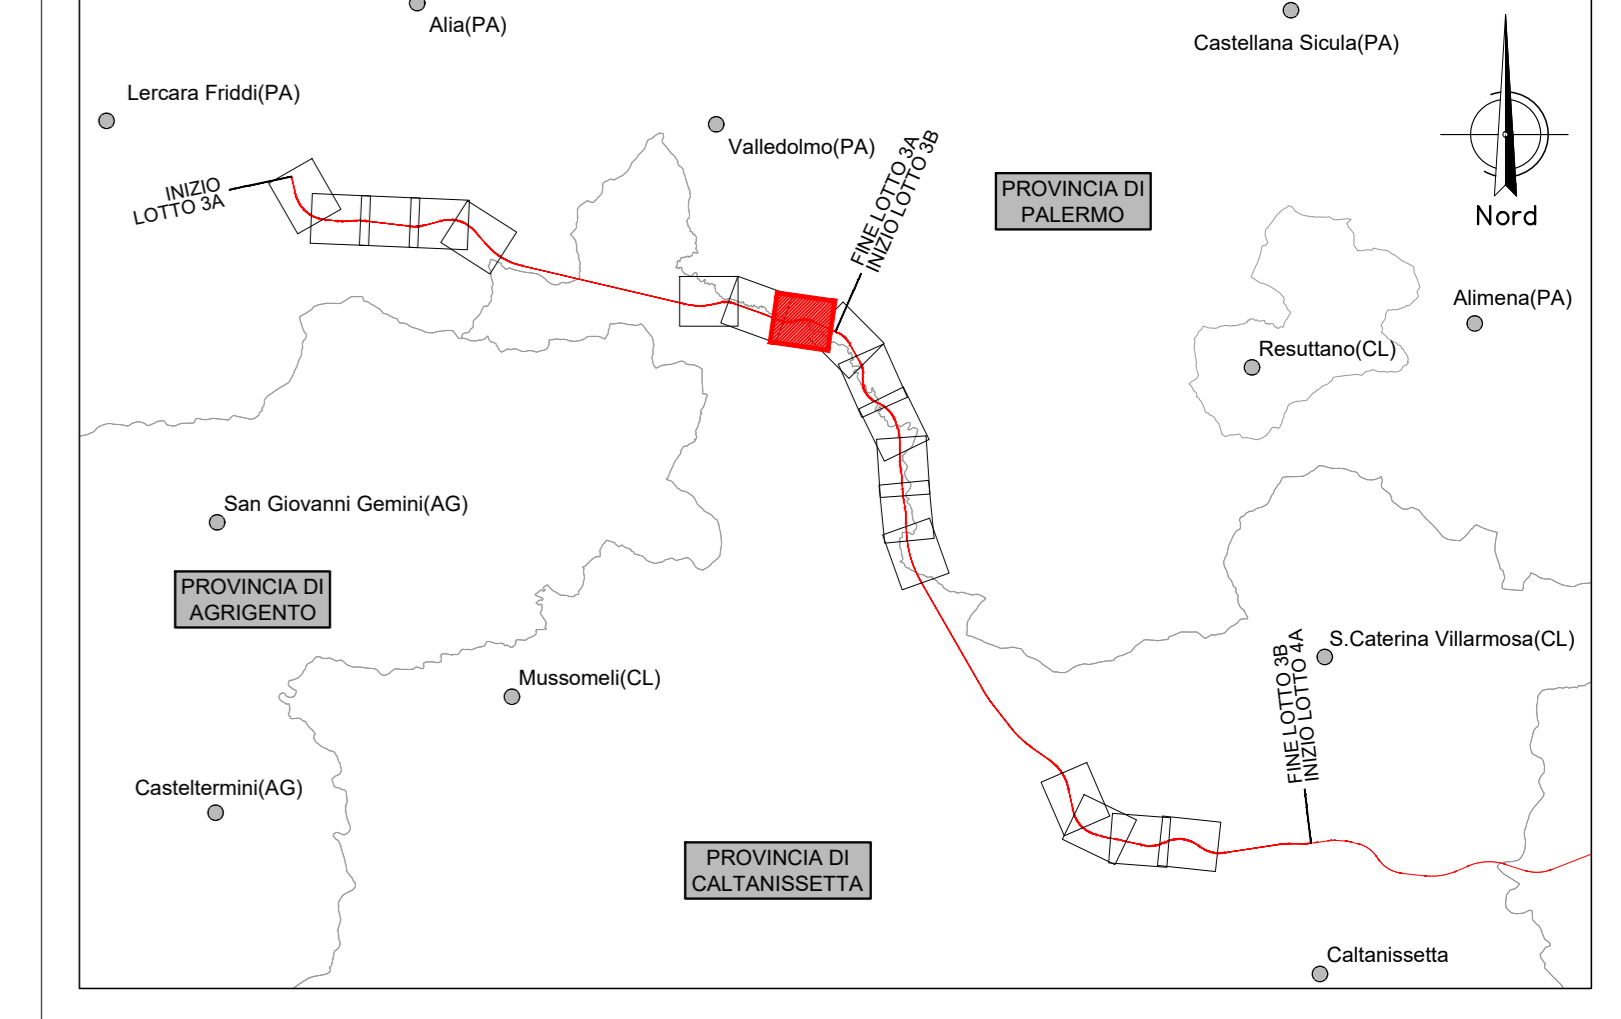 Alia(PA)
Castellana Sicula(PA)
Lercara Friddi(PA)
Valledolmo(PA)
INIZIO
LOTTO 3A
FINE LOTTO 3A
INIZIO LOTTO 3B
PROVINCIA DI
PALERMO
Nord
Alimena(PA)
Resuttano(CL)
San Giovanni Gemini(AG)
PROVINCIA DI
AGRIGENTO
S.Caterina Villarmosa(CL)
FINE LOTTO 3B
INIZIO LOTTO 4A
Mussomeli(CL)
Casteltermini(AG)
PROVINCIA DI
CALTANISSETTA
Caltanissetta